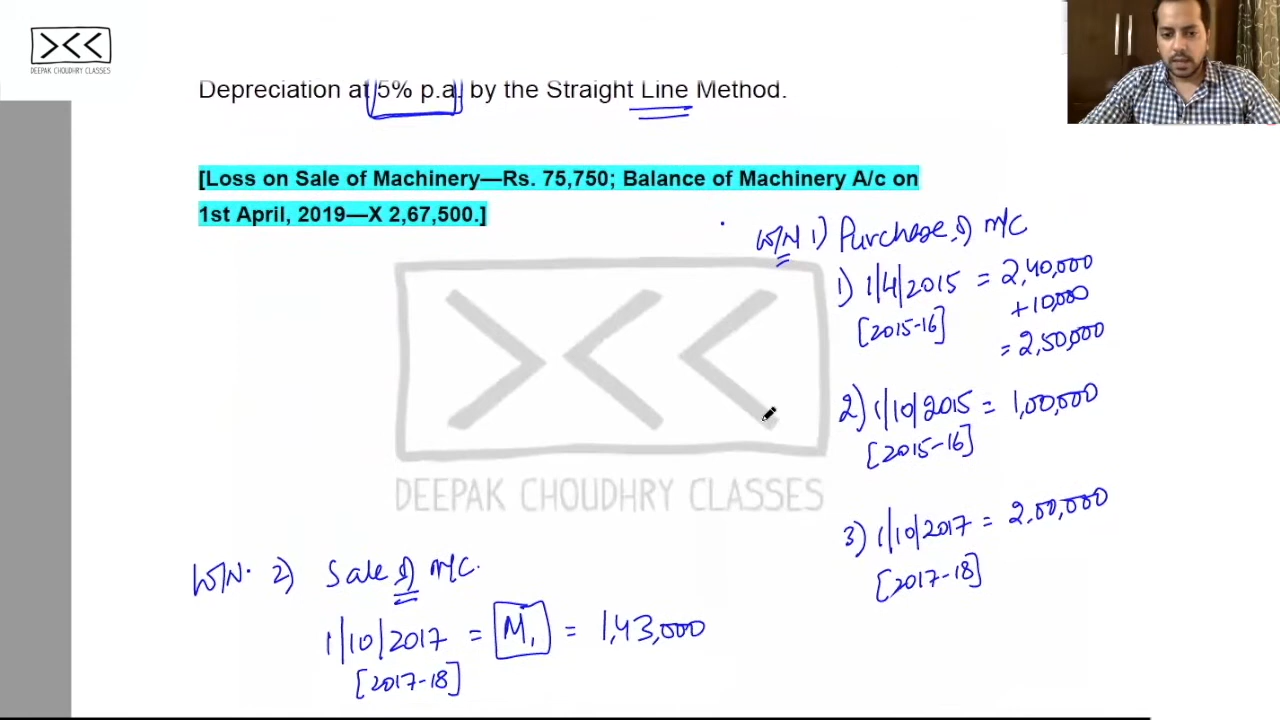 DEEPAK CHOUDHRY CLASSES
Depreciation at 5% p.a. by the Straight Line Method.
[Loss on Sale of Machinery—Rs. 75,750; Balance of Machinery A/c on
1st April, 2019—X 2,67,500.]
W/N 1) Purchase of m/c
1) 1/4/2015 = 2,40,000
[2015-16] +10,000
= 2,50,000
2) 1/10/2015 = 1,00,000
[2015-16]
DEEPAK CHOUDHRY CLASSES
3) 1/10/2017 = 2,00,000
[2017-18]
W/N. 2) Sale of m/c.
1/10/2017 = M1 = 1,43,000
[2017-18]